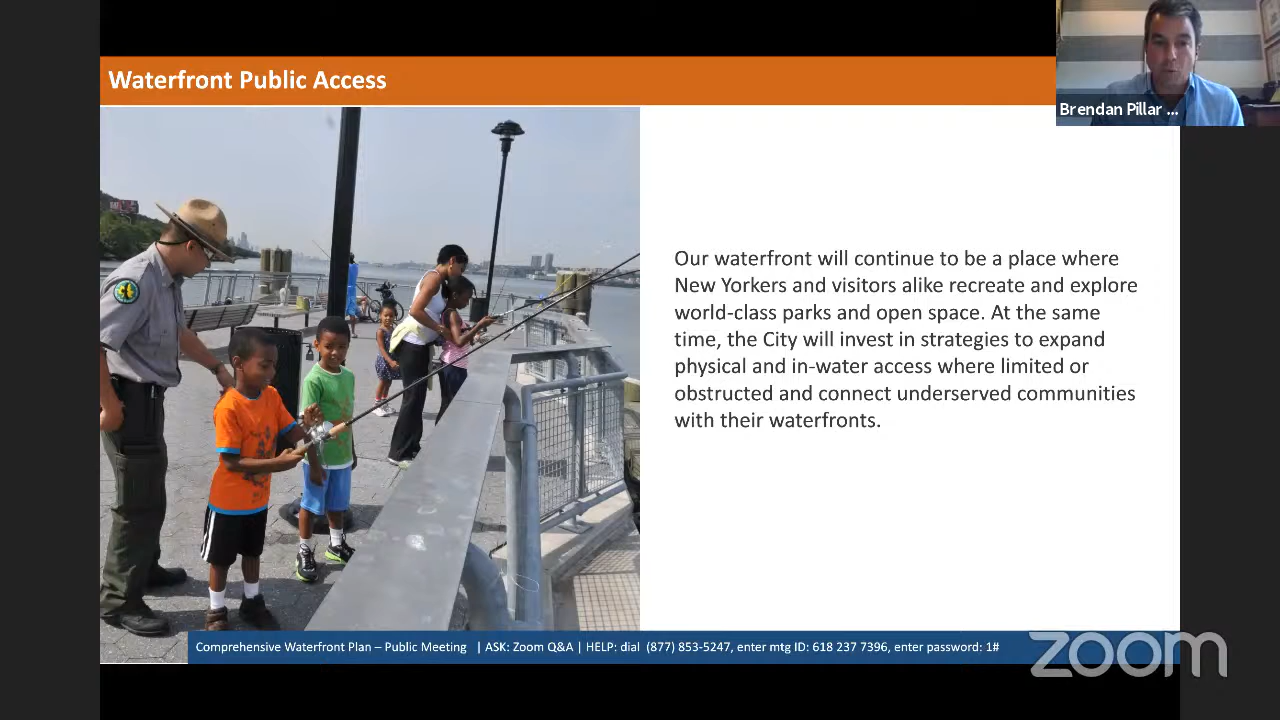 Waterfront Public Access
Brendan Pillar ...
Our waterfront will continue to be a place where
New Yorkers and visitors alike recreate and explore
world-class parks and open space. At the same
time, the City will invest in strategies to expand
physical and in-water access where limited or
obstructed and connect underserved communities
with their waterfronts.
Comprehensive Waterfront Plan – Public Meeting | ASK: Zoom Q&A | HELP: dial (877) 853-5247, enter mtg ID: 618 237 7396, enter password: 1#
zoom